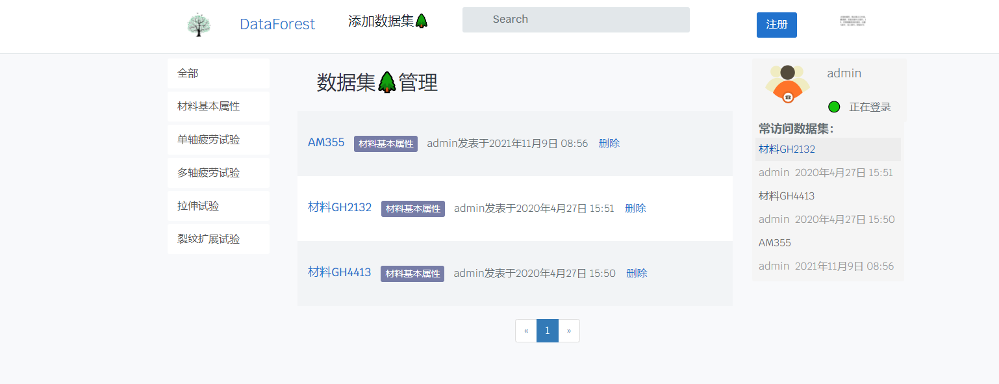 DataForest
添加数据集🌲
Search
注册
全部
材料基本属性
单轴疲劳试验
多轴疲劳试验
拉伸试验
裂纹扩展试验
数据集🌲管理
AM355 材料基本属性 admin发表于2021年11月9日 08:56 删除
材料GH2132 材料基本属性 admin发表于2020年4月27日 15:51 删除
材料GH4413 材料基本属性 admin发表于2020年4月27日 15:50 删除
« 1 »
admin
正在登录
常访问数据集：
材料GH2132
admin 2020年4月27日 15:51
材料GH4413
admin 2020年4月27日 15:50
AM355
admin 2021年11月9日 08:56